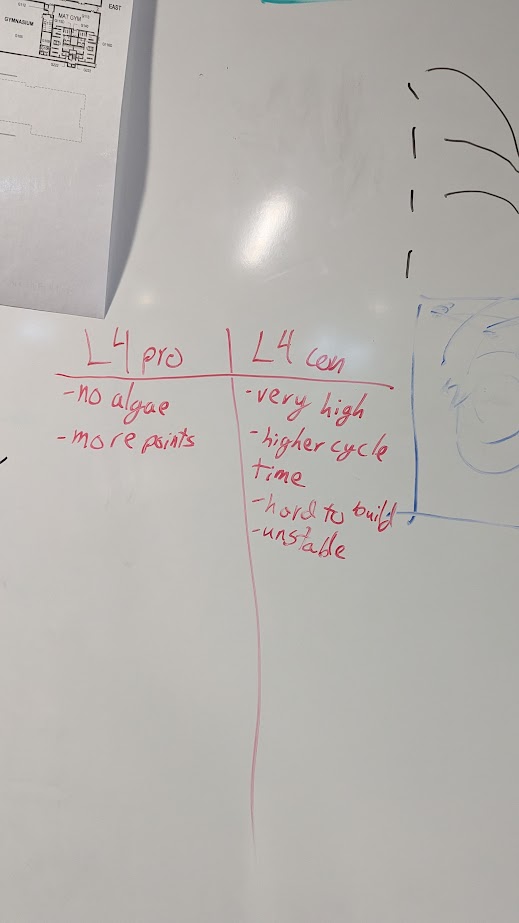 EAST
MAT GYM
GYMNASIUM
L4 pro
L4 con
-no algae
-more points
-very high
-higher cycle
time
-hard to build
-unstable